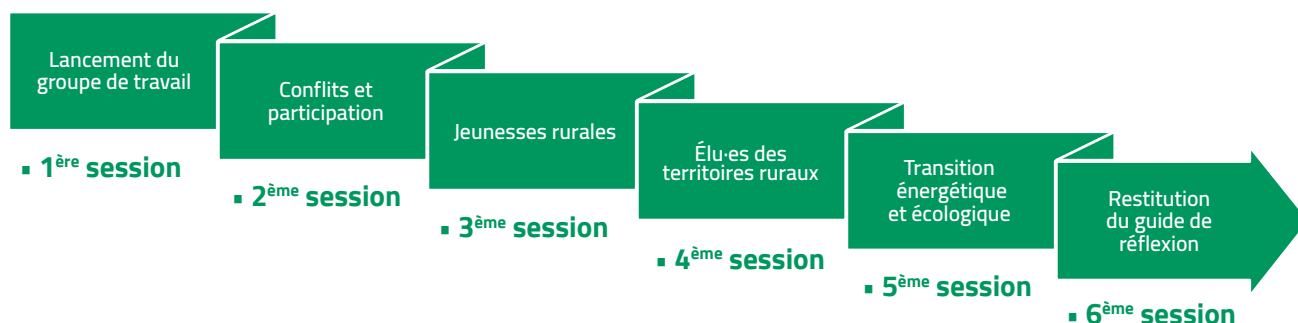 Lancement du
groupe de travail
▪ 1ère session
Conflits et
participation
▪ 2ème session
Jeunesses rurales
▪ 3ème session
Élu·es des
territoires ruraux
▪ 4ème session
Transition
énergétique
et écologique
▪ 5ème session
Restitution
du guide de
réflexion
▪ 6ème session